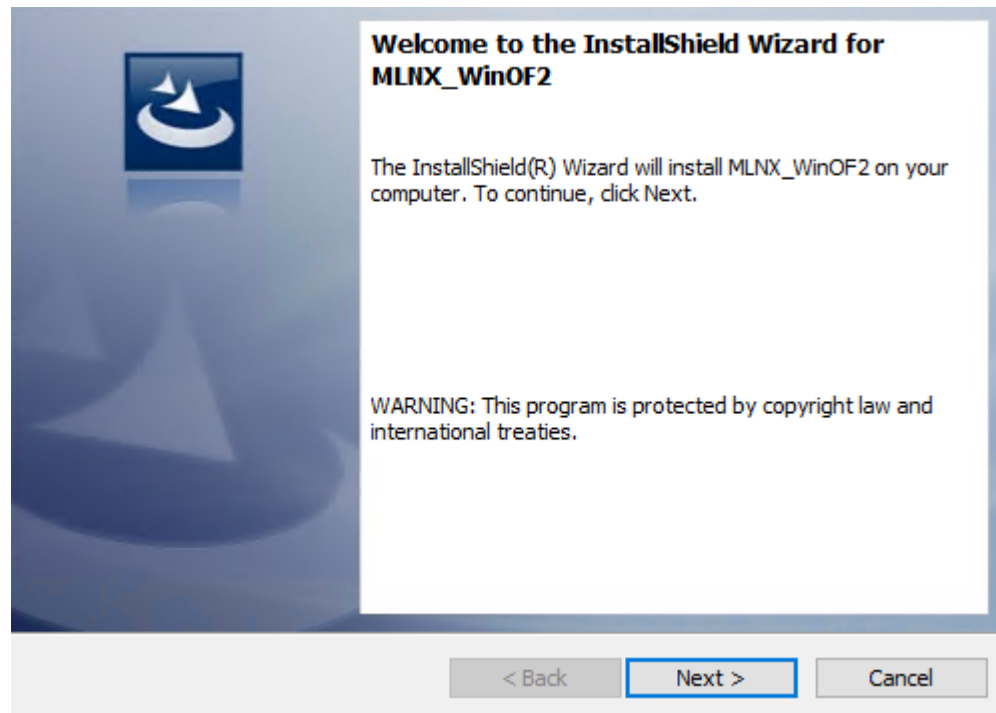 Welcome to the InstallShield Wizard for
MLNX_WinOF2
The InstallShield(R) Wizard will install MLNX_WinOF2 on your
computer. To continue, click Next.
WARNING: This program is protected by copyright law and
international treaties.
< Back
Next >
Cancel